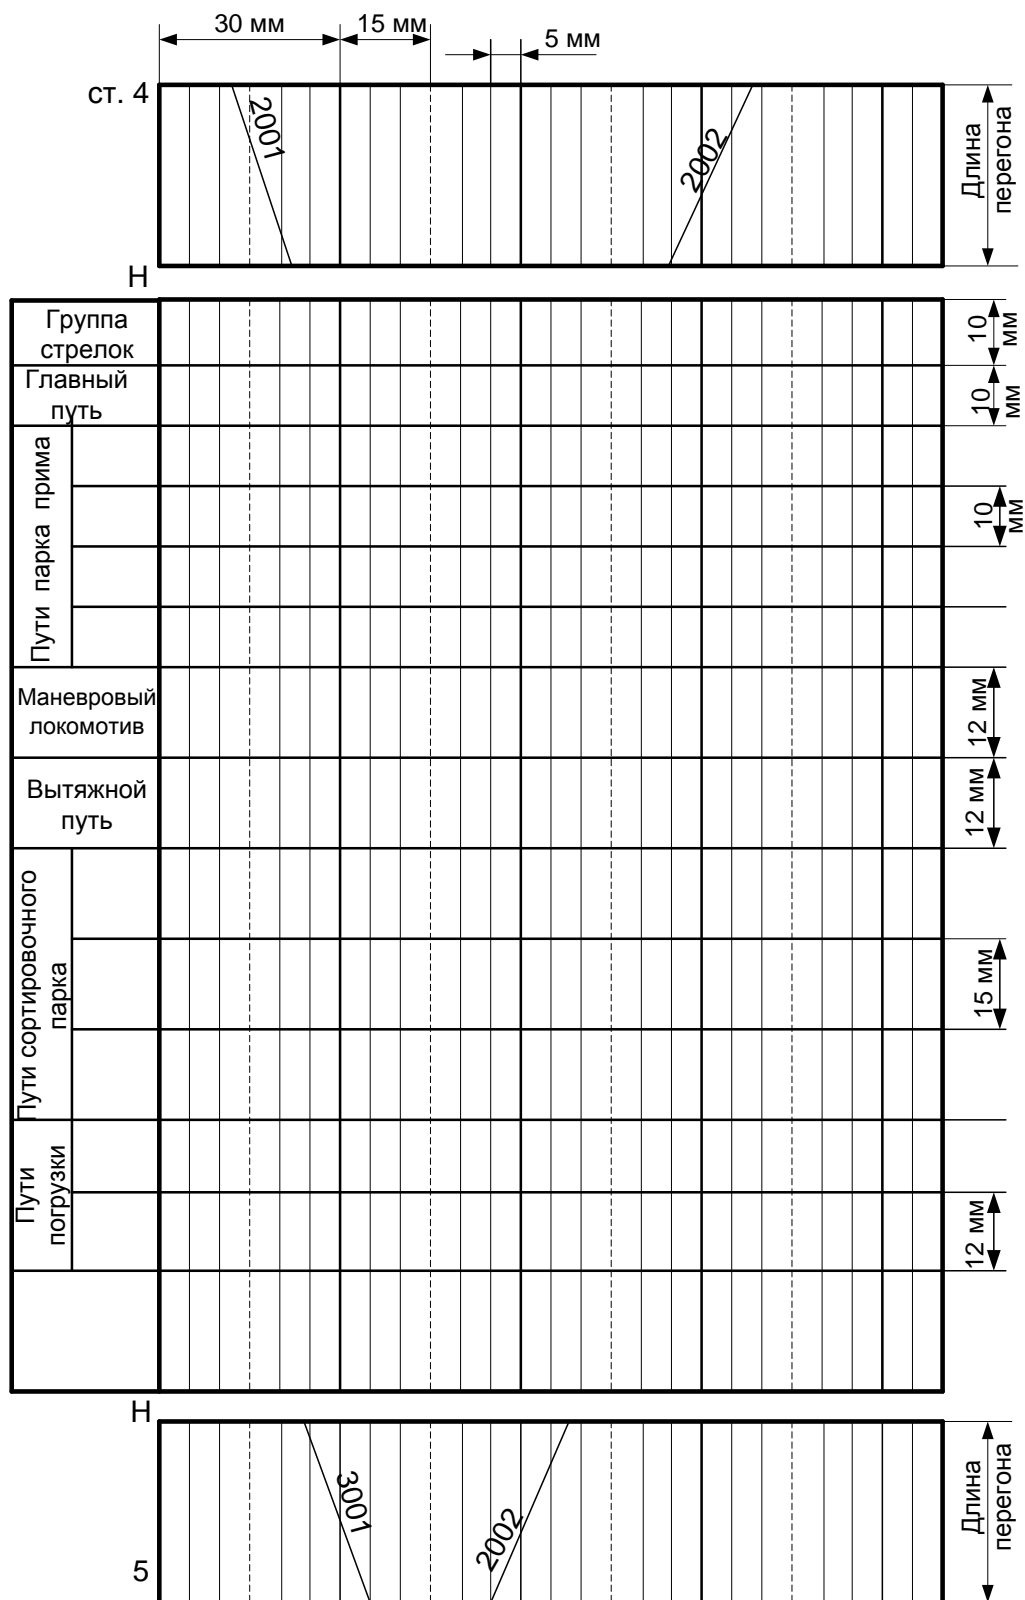 30 мм
15 мм
5 мм
ст. 4
2001
2002
Длина
перегона
Н
Группа
стрелок
10
мм
Главный
путь
10
мм
Пути парка прима
10
мм
Маневровый
локомотив
12 мм
Вытяжной
путь
12 мм
Пути сортировочного
парка
15 мм
Пути
погрузки
12 мм
Н
3001
2002
Длина
перегона
5